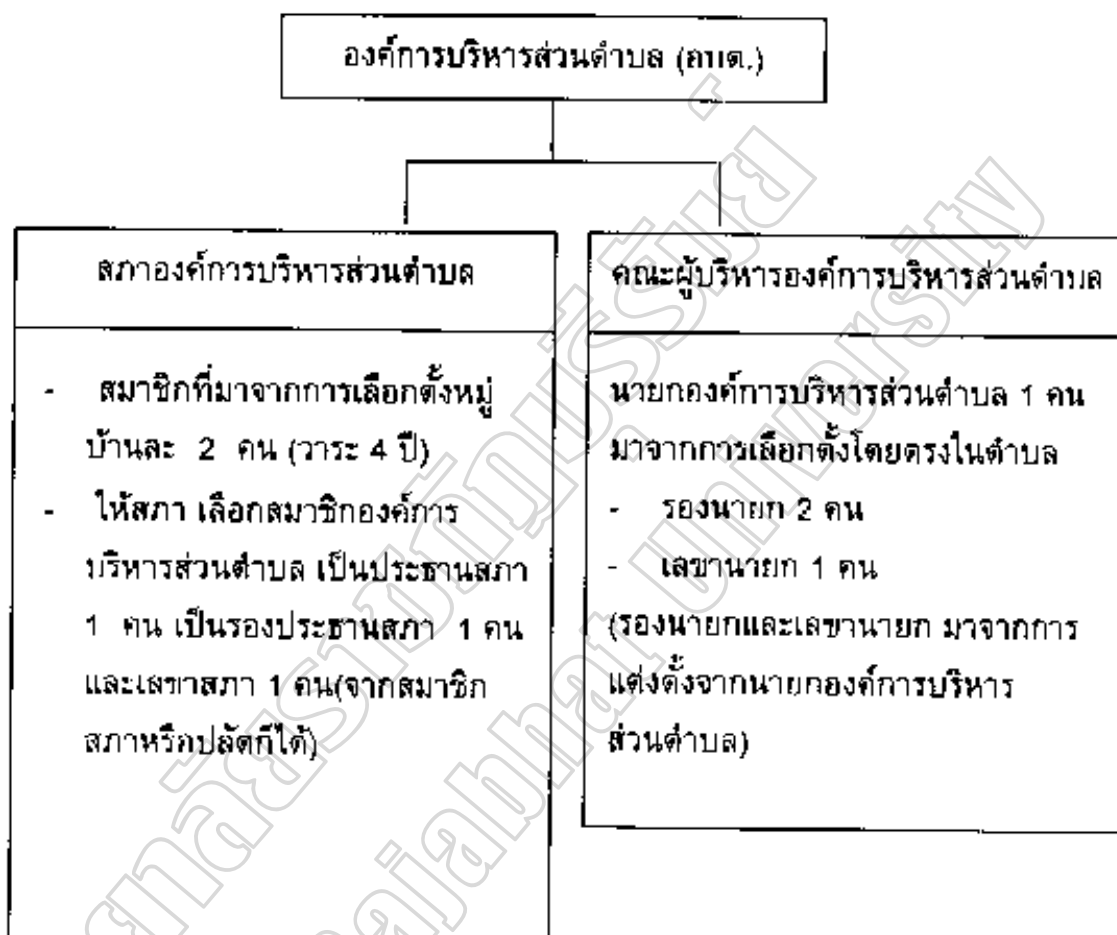 องค์การบริหารส่วนตำบล (อบต.)
สภาองค์การบริหารส่วนตำบล
- สมาชิกที่มาจากการเลือกตั้งหมู่
บ้านละ 2 คน (วาระ 4 ปี)
- ให้สภา เลือกสมาชิกองค์การ
บริหารส่วนตำบล เป็นประธานสภา
1 คน เป็นรองประธานสภา 1 คน
และเลขาสภา 1 คน(จากสมาชิก
สภาหรือปลัดก็ได้)
คณะผู้บริหารองค์การบริหารส่วนตำบล
นายกองค์การบริหารส่วนตำบล 1 คน
มาจากการเลือกตั้งโดยตรงในตำบล
- รองนายก 2 คน
- เลขานายก 1 คน
(รองนายกและเลขานายก มาจากการ
แต่งตั้งจากนายกองค์การบริหาร
ส่วนตำบล)
ยาลัยราชภัฏบุรีรัมย์
Rajabhat University